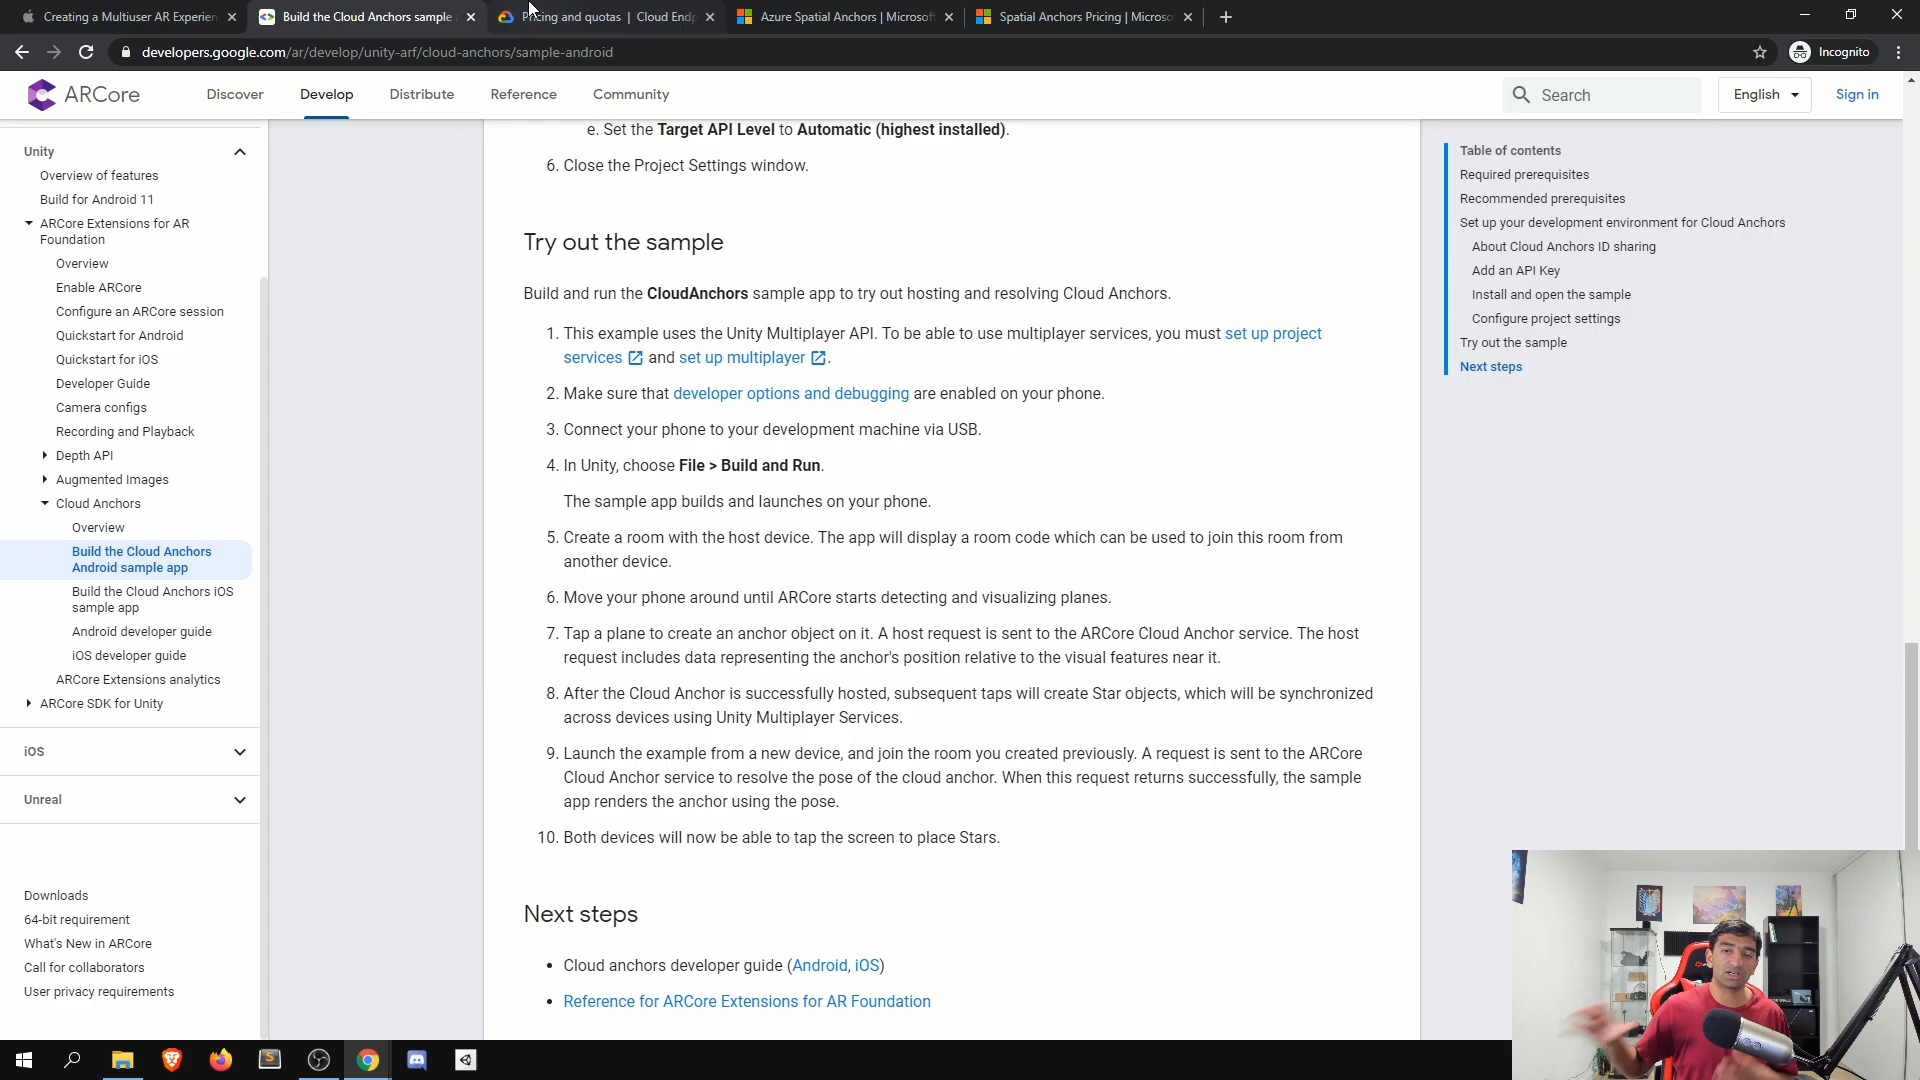 Creating a Multiuser AR Experien
Build the Cloud Anchors sample
Pricing and quotas | Cloud Endp
Azure Spatial Anchors | Microsoft
Spatial Anchors Pricing | Microso
developers.google.com/ar/develop/unity-arf/cloud-anchors/sample-android
Incognito
ARCore
Discover
Develop
Distribute
Reference
Community
Search
English
Sign in
Unity
Overview of features
Build for Android 11
ARCore Extensions for AR
Foundation
Overview
Enable ARCore
Configure an ARCore session
Quickstart for Android
Quickstart for iOS
Developer Guide
Camera configs
Recording and Playback
Depth API
Augmented Images
Cloud Anchors
Overview
Build the Cloud Anchors
Android sample app
Build the Cloud Anchors iOS
sample app
Android developer guide
iOS developer guide
ARCore Extensions analytics
ARCore SDK for Unity
iOS
Unreal
Downloads
64-bit requirement
What's New in ARCore
Call for collaborators
User privacy requirements
e. Set the Target API Level to Automatic (highest installed).
6. Close the Project Settings window.
Try out the sample
Build and run the CloudAnchors sample app to try out hosting and resolving Cloud Anchors.
1. This example uses the Unity Multiplayer API. To be able to use multiplayer services, you must set up project
services and set up multiplayer.
2. Make sure that developer options and debugging are enabled on your phone.
3. Connect your phone to your development machine via USB.
4. In Unity, choose File > Build and Run.
The sample app builds and launches on your phone.
5. Create a room with the host device. The app will display a room code which can be used to join this room from
another device.
6. Move your phone around until ARCore starts detecting and visualizing planes.
7. Tap a plane to create an anchor object on it. A host request is sent to the ARCore Cloud Anchor service. The host
request includes data representing the anchor's position relative to the visual features near it.
8. After the Cloud Anchor is successfully hosted, subsequent taps will create Star objects, which will be synchronized
across devices using Unity Multiplayer Services.
9. Launch the example from a new device, and join the room you created previously. A request is sent to the ARCore
Cloud Anchor service to resolve the pose of the cloud anchor. When this request returns successfully, the sample
app renders the anchor using the pose.
10. Both devices will now be able to tap the screen to place Stars.
Next steps
• Cloud anchors developer guide (Android, iOS)
• Reference for ARCore Extensions for AR Foundation
Table of contents
Required prerequisites
Recommended prerequisites
Set up your development environment for Cloud Anchors
About Cloud Anchors ID sharing
Add an API Key
Install and open the sample
Configure project settings
Try out the sample
Next steps